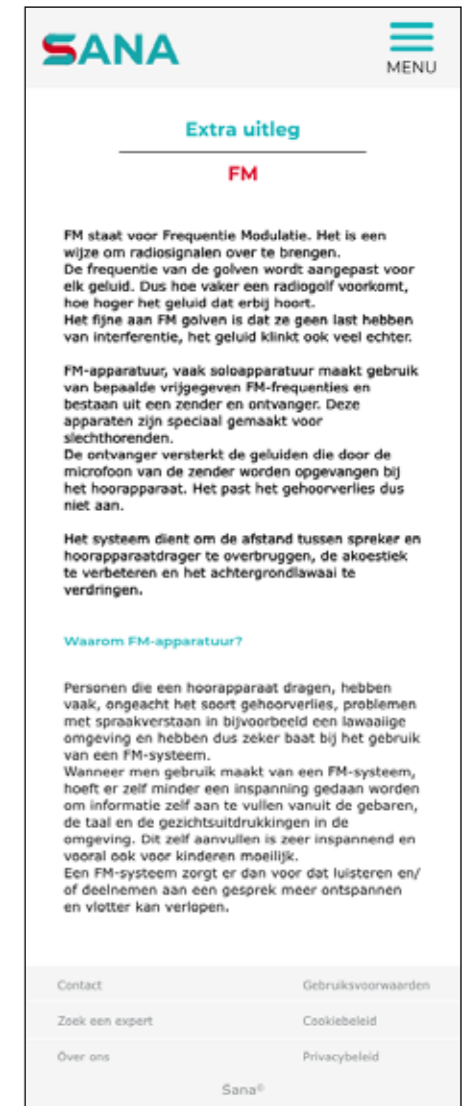 SANA
MENU
Extra uitleg
FM
FM staat voor Frequentie Modulatie. Het is een
wijze om radiosignalen over te brengen.
De frequentie van de golven wordt aangepast voor
elk geluid. Dus hoe vaker een radiogolf voorkomt,
hoe hoger het geluid dat erbij hoort.
Het fijne aan FM golven is dat ze geen last hebben
van interferentie, het geluid klinkt ook veel echter.
FM-apparatuur, vaak soloapparatuur maakt gebruik
van bepaalde vrijgegeven FM-frequenties en
bestaan uit een zender en ontvanger. Deze
apparaten zijn speciaal gemaakt voor
slechthorenden.
De ontvanger versterkt de geluiden die door de
microfoon van de zender worden opgevangen bij
het hoorapparaat. Het past het gehoorverlies dus
niet aan.
Het systeem dient om de afstand tussen spreker en
hoorapparaatdrager te overbruggen, de akoestiek
te verbeteren en het achtergrondlawaai te
verdringen.
Waarom FM-apparatuur?
Personen die een hoorapparaat dragen, hebben
vaak, ongeacht het soort gehoorverlies, problemen
met spraakverstaan in bijvoorbeeld een lawaaiige
omgeving en hebben dus zeker baat bij het gebruik
van een FM-systeem.
Wanneer men gebruik maakt van een FM-systeem,
hoeft er zelf minder een inspanning gedaan worden
om informatie zelf aan te vullen vanuit de gebaren,
de taal en de gezichtsuitdrukkingen in de
omgeving. Dit zelf aanvullen is zeer inspannend en
vooral ook voor kinderen moeilijk.
Een FM-systeem zorgt er dan voor dat luisteren en/
of deelnemen aan een gesprek meer ontspannen
en vlotter kan verlopen.
Contact Gebruiksvoorwaarden
Zoek een expert Cookiebeleid
Over ons Privacybeleid
Sana©